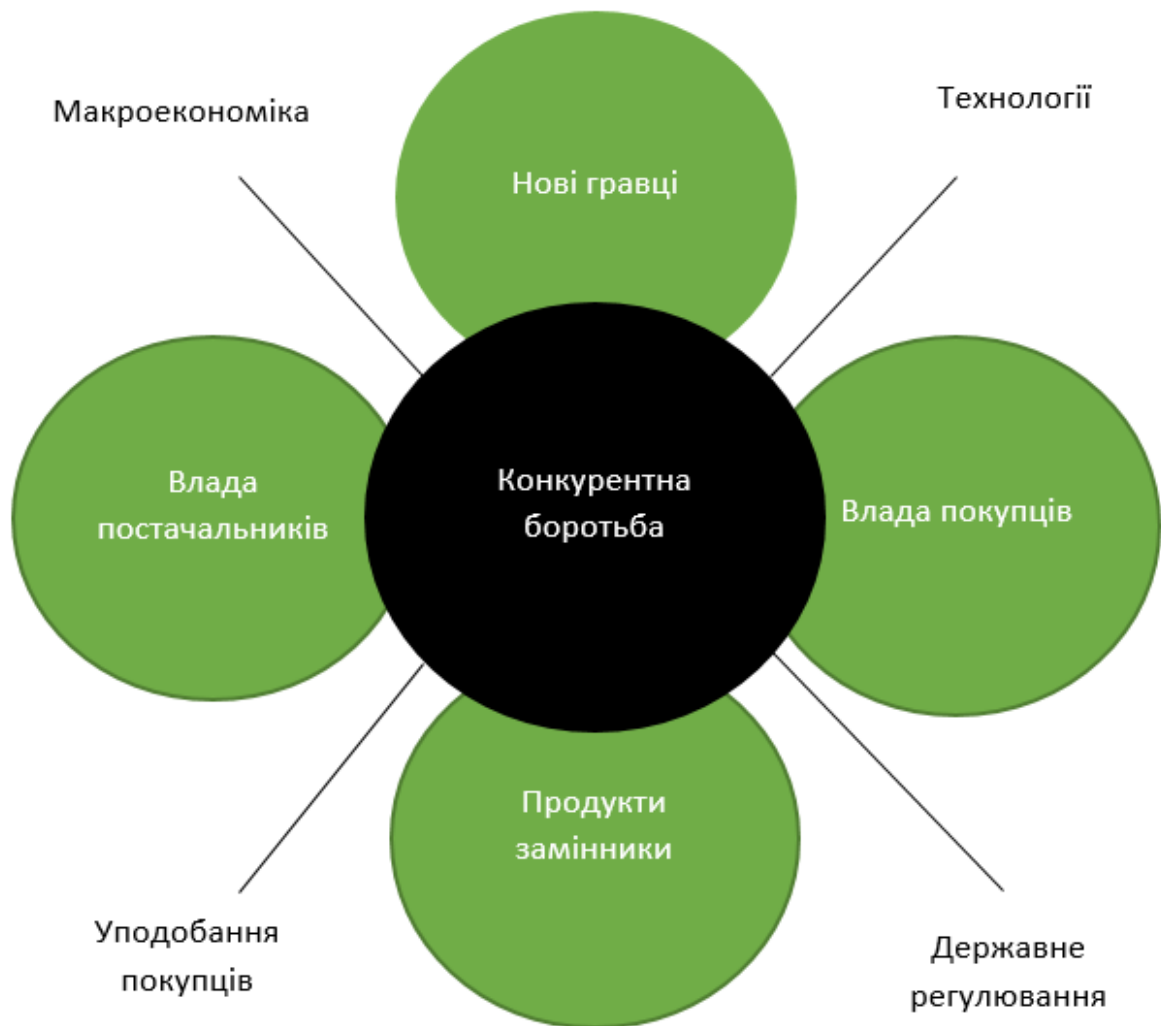 Макроекономіка
Технології
Нові гравці
Влада
постачальників
Конкурентна
боротьба
Влада покупців
Продукти
замінники
Уподобання
покупців
Державне
регулювання